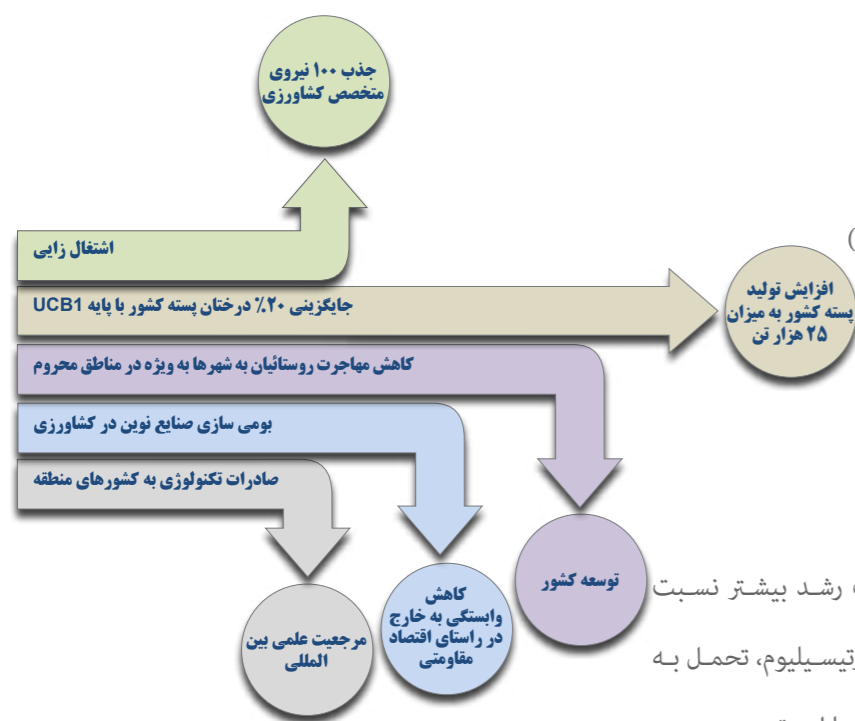 جذب ۱۰۰ نیروی
متخصص کشاورزی
اشتغال زایی
(
جایگزینی ۲۰٪ درختان پسته کشور با پایه UCB1
افزایش تولید
پسته کشور به میزان
۲۵ هزار تن
کاهش مهاجرت روستائیان به شهرها به ویژه در مناطق محروم
بومی سازی صنایع نوین در کشاورزی
صادرات تکنولوژی به کشورهای منطقه
توسعه کشور
کاهش
وابستگی به خارج
در راستای اقتصاد
مقاومتی
مرجعیت علمی بین
المللی
رشد بیشتر نسبت
تحمل به